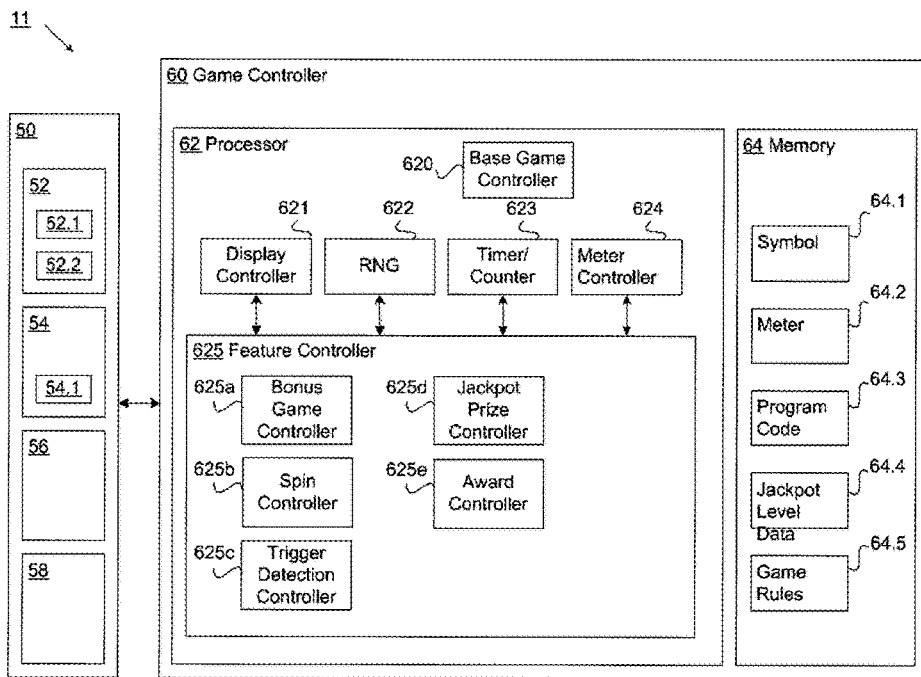 11
60 Game Controller
50
52
52.1
52.2
54
54.1
56
58
62 Processor
620
Base Game
Controller
621
622
623
624
Display
Controller
RNG
Timer/
Counter
Meter
Controller
625 Feature Controller
625a
Bonus
Game
Controller
625d
Jackpot
Prize
Controller
625b
Spin
Controller
625e
Award
Controller
625c
Trigger
Detection
Controller
64 Memory
64.1
Symbol
64.2
Meter
64.3
Program
Code
64.4
Jackpot
Level
Data
64.5
Game
Rules